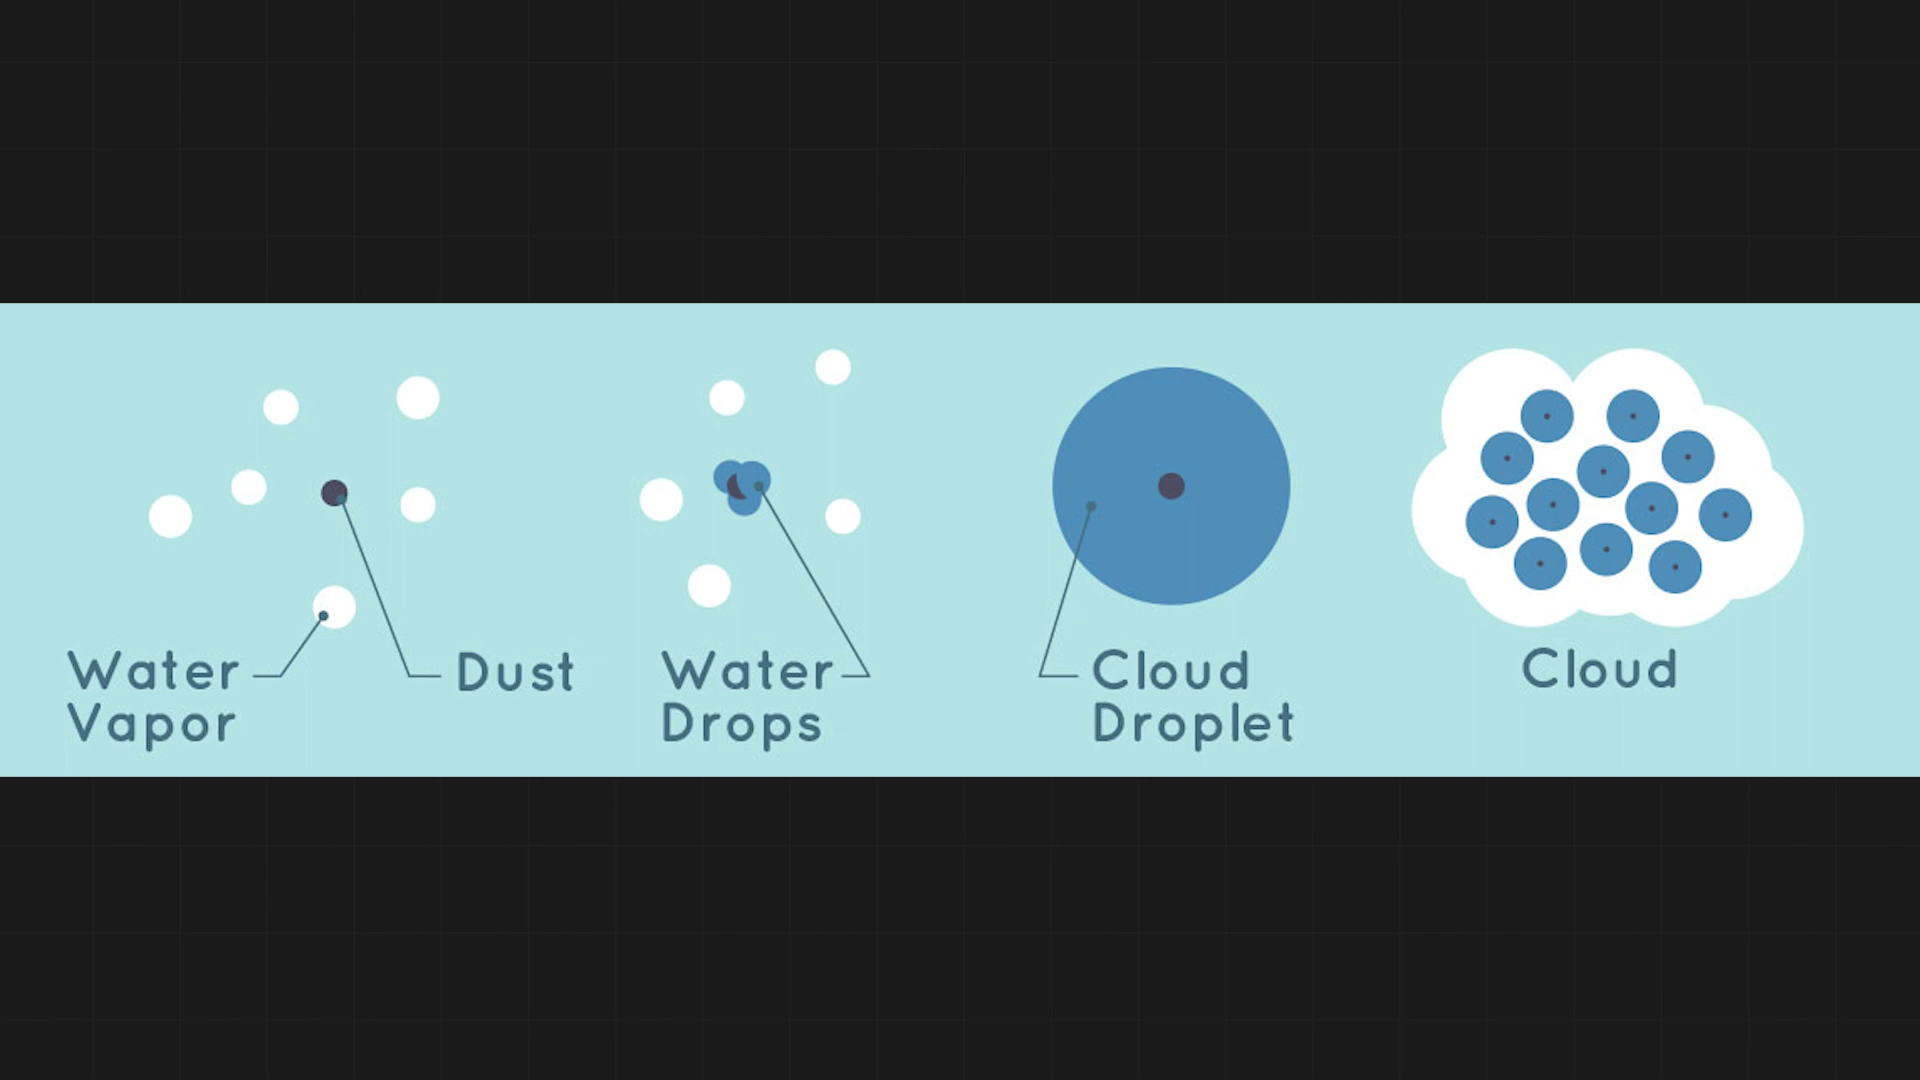 Water
Vapor
Dust
Water
Drops
Cloud
Droplet
Cloud